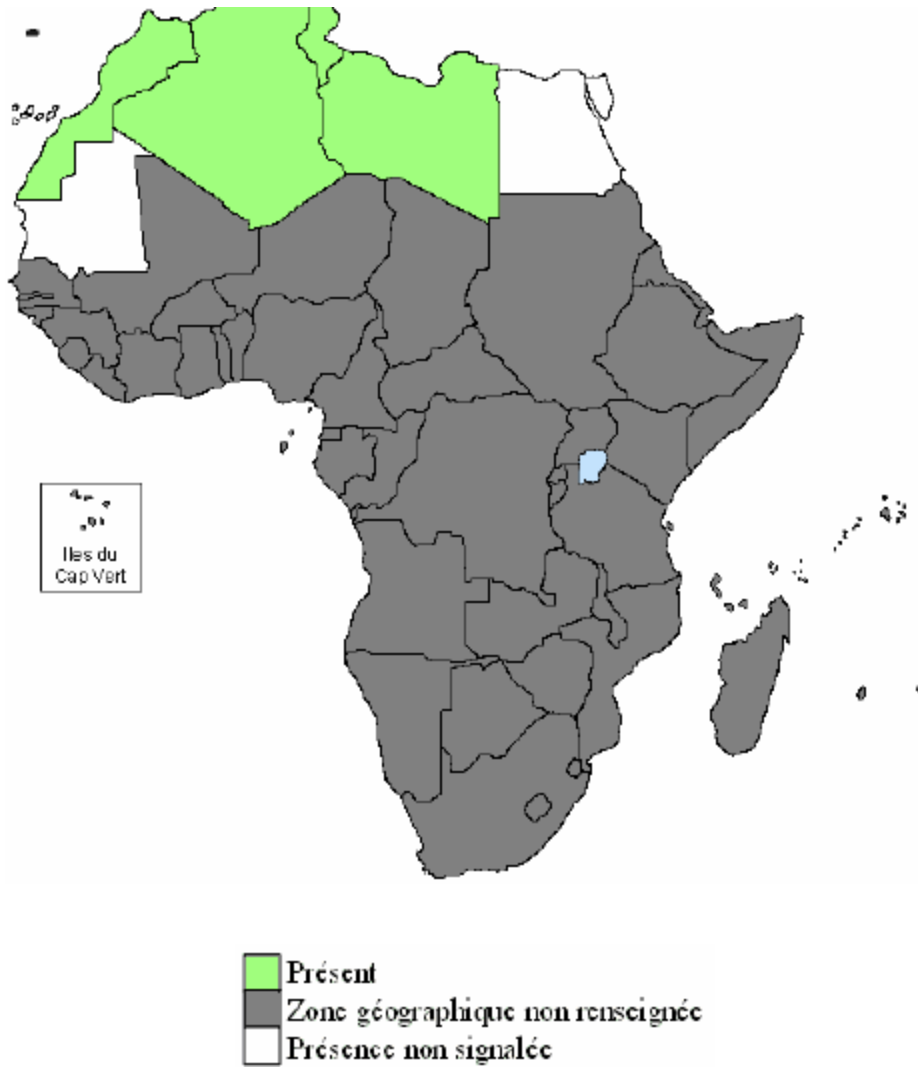 Iles du
Cap Vert
Présent
Zone géographique non renseignée
Présence non signalée